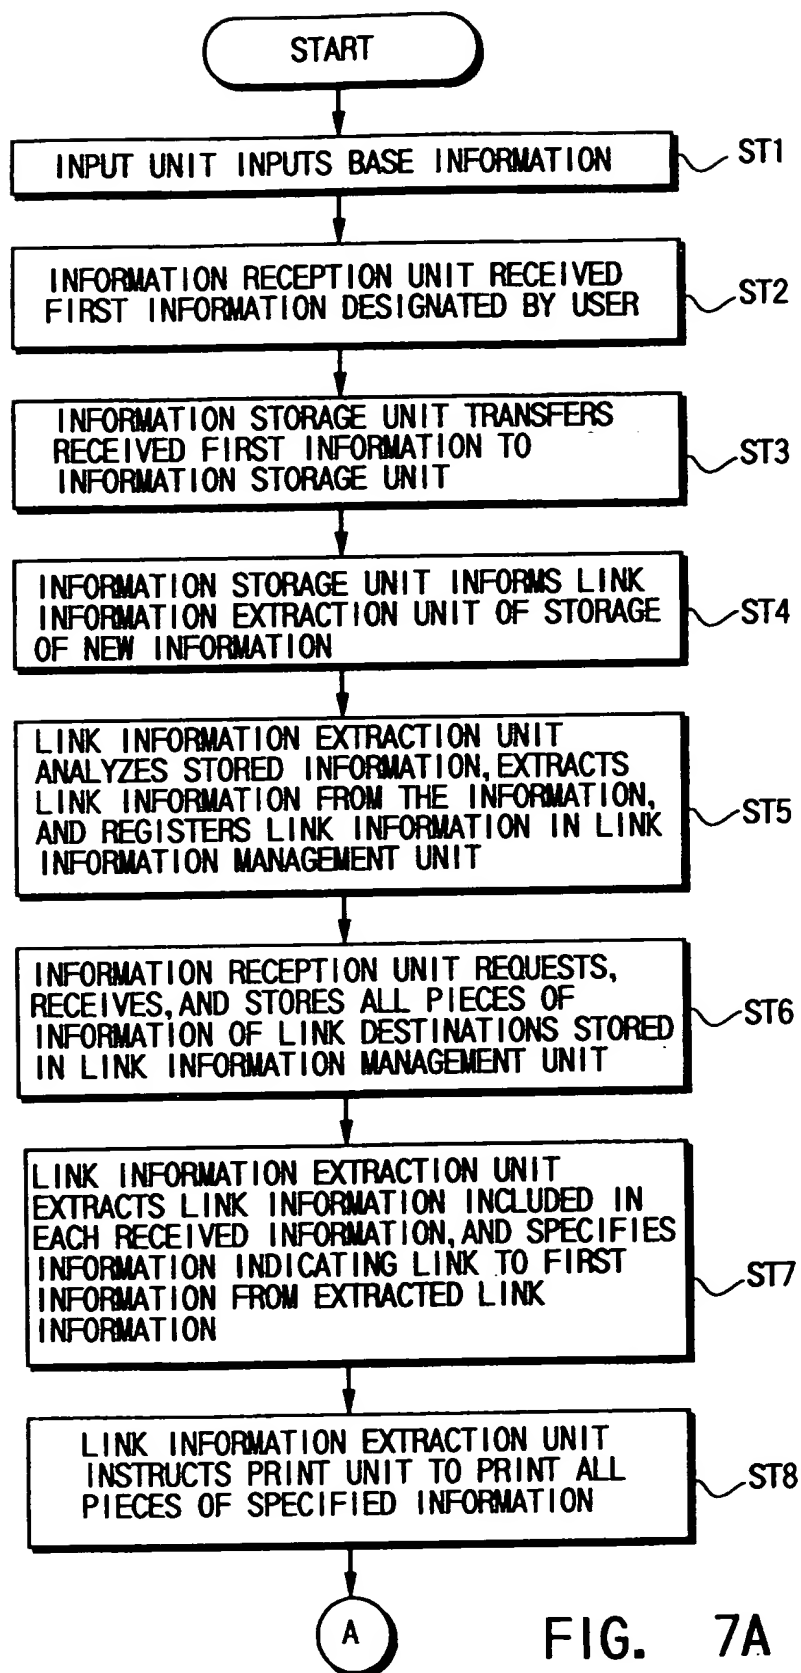 START
INPUT UNIT INPUTS BASE INFORMATION
ST1
INFORMATION RECEPTION UNIT RECEIVED
FIRST INFORMATION DESIGNATED BY USER
ST2
INFORMATION STORAGE UNIT TRANSFERS
RECEIVED FIRST INFORMATION TO
INFORMATION STORAGE UNIT
ST3
INFORMATION STORAGE UNIT INFORMS LINK
INFORMATION EXTRACTION UNIT OF STORAGE
OF NEW INFORMATION
ST4
LINK INFORMATION EXTRACTION UNIT
ANALYZES STORED INFORMATION, EXTRACTS
LINK INFORMATION FROM THE INFORMATION,
AND REGISTERS LINK INFORMATION IN LINK
INFORMATION MANAGEMENT UNIT
ST5
INFORMATION RECEPTION UNIT REQUESTS,
RECEIVES, AND STORES ALL PIECES OF
INFORMATION OF LINK DESTINATIONS STORED
IN LINK INFORMATION MANAGEMENT UNIT
ST6
LINK INFORMATION EXTRACTION UNIT
EXTRACTS LINK INFORMATION INCLUDED IN
EACH RECEIVED INFORMATION, AND SPECIFIES
INFORMATION INDICATING LINK TO FIRST
INFORMATION FROM EXTRACTED LINK
INFORMATION
ST7
LINK INFORMATION EXTRACTION UNIT
INSTRUCTS PRINT UNIT TO PRINT ALL
PIECES OF SPECIFIED INFORMATION
ST8
A
FIG. 7A